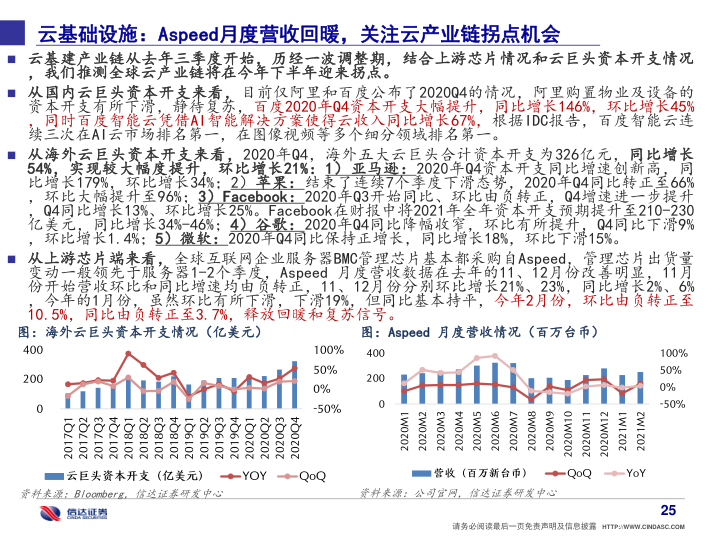 云基础设施：Aspeed月度营收回暖，关注云产业链拐点机会
■ 云基建产业链从去年三季度开始，历经一波调整期，结合上游芯片情况和云巨头资本开支情况
，我们推测全球云产业链将在今年下半年迎来拐点。
■ 从国内云巨头资本开支来看，目前仅阿里和百度公布了2020Q4的情况，阿里购置物业及设备的
资本开支有所下滑，静待复苏，百度2020年Q4资本开支大幅提升，同比增长146%，环比增长45%
，同时百度智能云凭借AI智能解决方案使得云收入同比增长67%，根据IDC报告，百度智能云连
续三次在AI云市场排名第一，在图像视频等多个细分领域排名第一。
■ 从海外云巨头资本开支来看，2020年Q4，海外五大云巨头合计资本开支为326亿元，同比增长
54%，实现较大幅度提升，环比增长21%：1）亚马逊：2020年Q4资本开支同比增速创新高，同
比增长179%，环比增长34%；2）苹果：结束了连续7个季度下滑态势，2020年Q4同比转正至66%
，环比大幅提升至96%；3）Facebook：2020年Q3开始同比、环比由负转正，Q4增速进一步提升
，Q4同比增长13%、环比增长25%。Facebook在财报中将2021年全年资本开支预期提升至210-230
亿美元，同比增长34%-46%；4）谷歌：2020年Q4同比降幅收窄，环比有所提升，Q4同比下滑9%
，环比增长1.4%；5）微软：2020年Q4同比保持正增长，同比增长18%，环比下滑15%。
■ 从上游芯片端来看，全球互联网企业服务器BMC管理芯片基本都采购自Aspeed，管理芯片出货量
变动一般领先于服务器1-2个季度，Aspeed 月度营收数据在去年的11、12月份改善明显，11月
份开始营收环比和同比增速均由负转正，11、12月份分别环比增长21%、23%，同比增长2%、6%
，今年的1月份，虽然环比有所下滑，下滑19%，但同比基本持平，今年2月份，环比由负转正至
10.5%，同比由负转正至3.7%，释放回暖和复苏信号。
图：海外云巨头资本开支情况（亿美元）
400
200
0
100%
50%
0%
-50%
2017Q1 2017Q2 2017Q3 2017Q4 2018Q1 2018Q2 2018Q3 2018Q4 2019Q1 2019Q2 2019Q3 2019Q4 2020Q1 2020Q2 2020Q3 2020Q4
云巨头资本开支（亿美元） YOY QoQ
资料来源：Bloomberg，信达证券研发中心
图：Aspeed 月度营收情况（百万台币）
400
200
0
100%
50%
0%
-50%
2020M1 2020M2 2020M3 2020M4 2020M5 2020M6 2020M7 2020M8 2020M9 2020M10 2020M11 2020M12 2021M1 2021M2
营收（百万新台币） QoQ YoY
资料来源：公司官网，信达证券研发中心
信达证券
CINDA SECURITIES
25
请务必阅读最后一页免责声明及信息披露 HTTP://WWW.CINDASC.COM